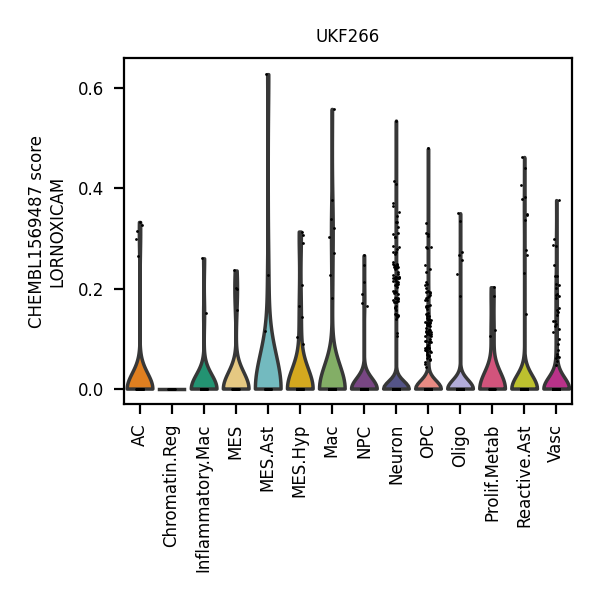 UKF266
CHEMBL1569487 score
LORNOXICAM
0.6
0.4
0.2
0.0
AC
Chromatin.Reg
Inflammatory.Mac
MES
MES.Ast
MES.Hyp
Mac
NPC
Neuron
OPC
Oligo
Prolif.Metab
Reactive.Ast
Vasc